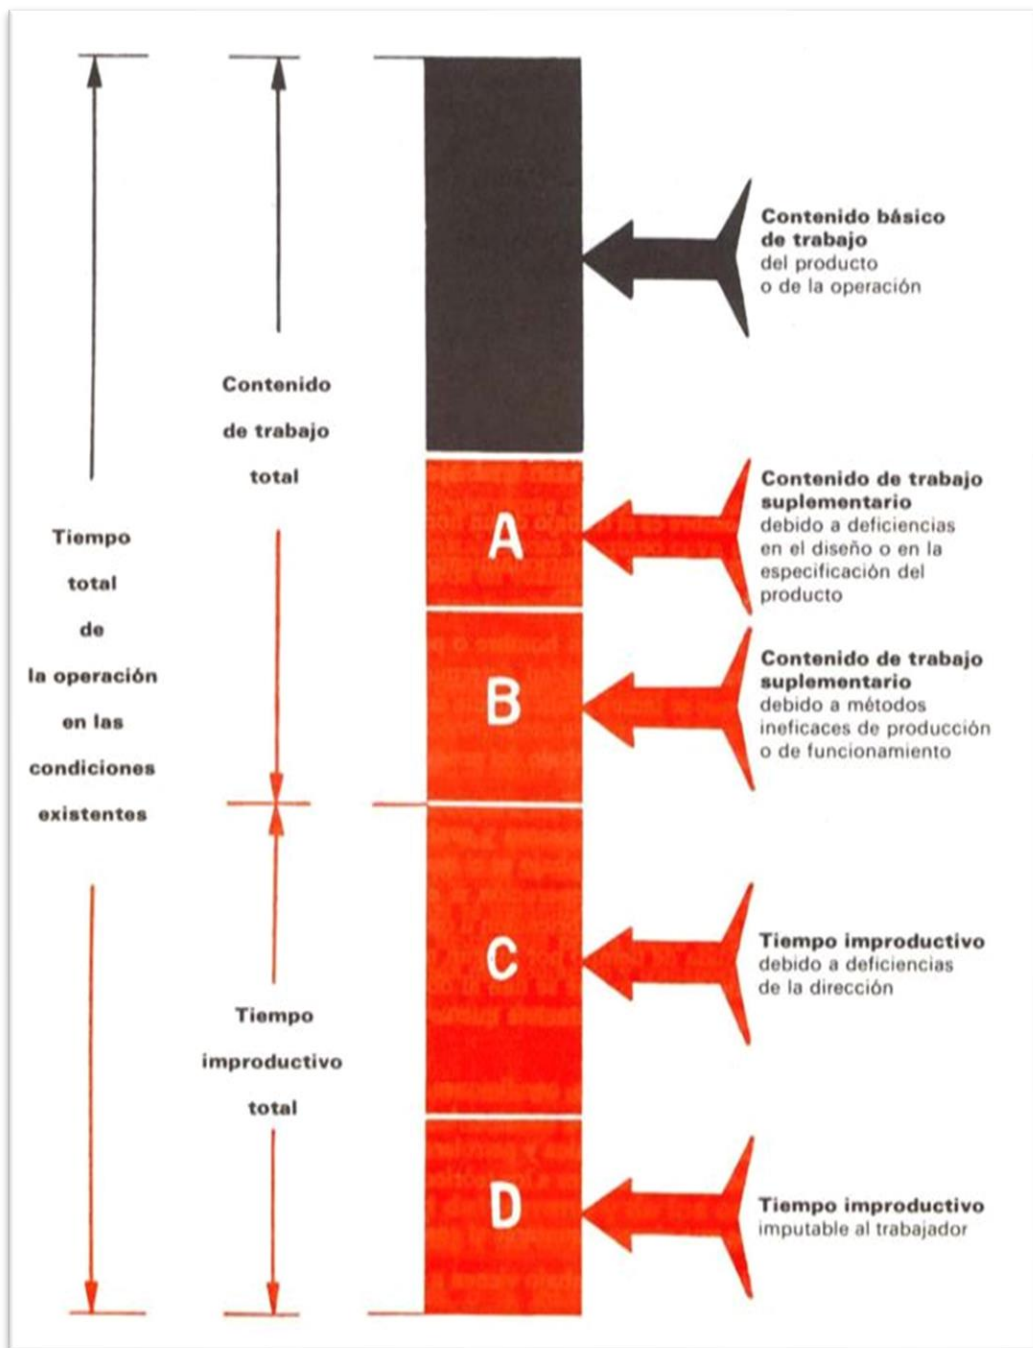 Contenido básico
de trabajo
del producto
o de la operación
Contenido
de trabajo
total
Contenido de trabajo
suplementario
debido a deficiencias
en el diseño o en la
especificación del
producto
A
Tiempo
total
de
la operación
en las
condiciones
existentes
Contenido de trabajo
suplementario
debido a métodos
ineficaces de producción
o de funcionamiento
B
Tiempo improductivo
debido a deficiencias
de la dirección
C
Tiempo
improductivo
total
D
Tiempo improductivo
imputable al trabajador